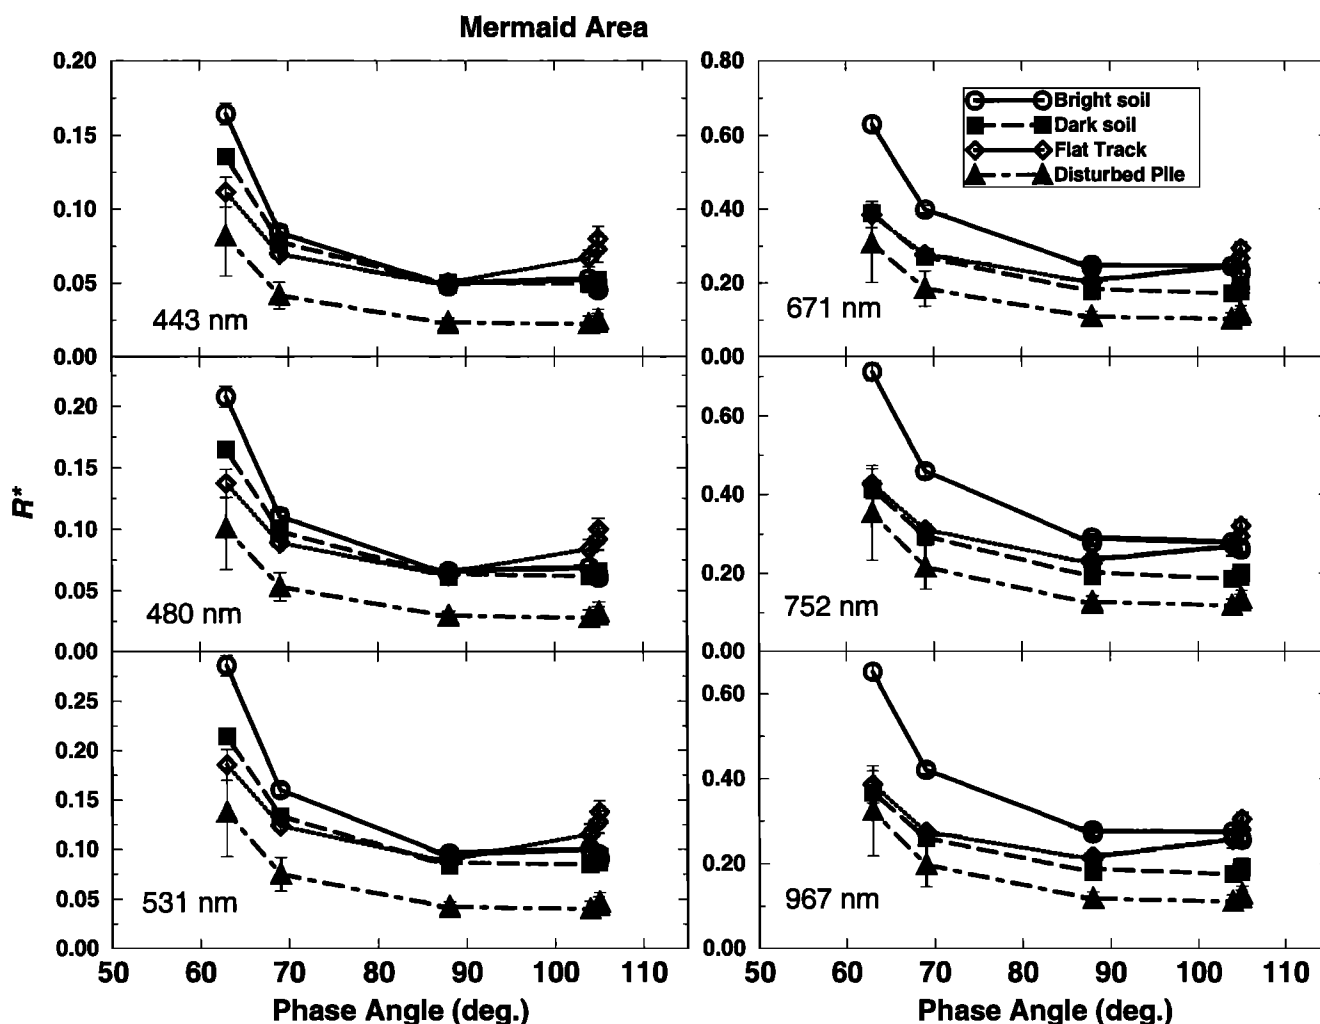 Mermaid Area
R*
0.20
0.15
0.10
0.05
0.00
443 nm
0.20
0.15
0.10
0.05
0.00
480 nm
0.25
0.20
0.15
0.10
0.05
0.00
531 nm
50 60 70 80 90 100 110
Phase Angle (deg.)
0.80
0.60
0.40
0.20
0.00
Bright soil
Dark soil
Flat Track
Disturbed Pile
671 nm
0.60
0.40
0.20
0.00
752 nm
0.60
0.40
0.20
0.00
967 nm
50 60 70 80 90 100 110
Phase Angle (deg.)